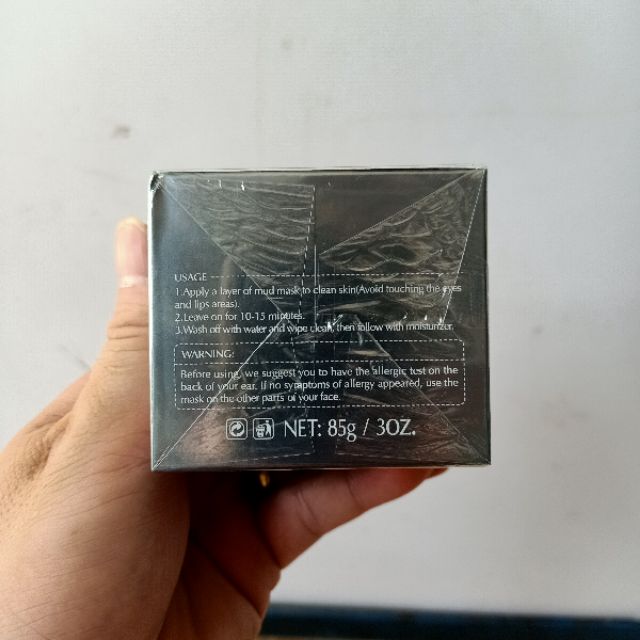 USAGE
1.Apply a layer of mud mask to clean skin(Avoid touching the eyes
and lips areas).
2.Leave on for 10-15 minutes.
3.Wash off with water and wipe clean, then follow with moisturizer.
WARNING:
Before using, we suggest you to have the allergic test on the
back of your ear. If no symptoms of allergy appeared, use the
mask on the other parts of your face.
NET: 85g / 3OZ.